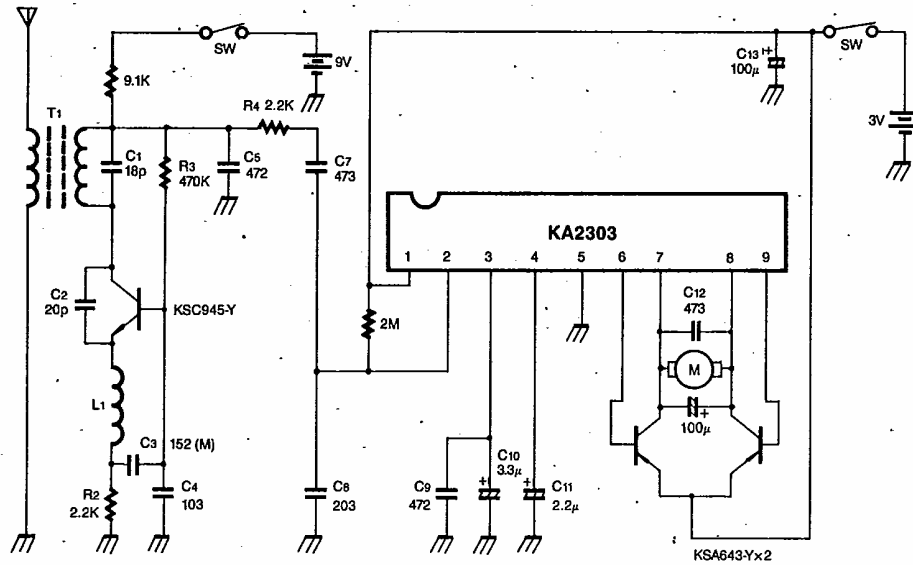 SW
9V
9.1K
C13 +
100μ
SW
3V
T1
R4 2.2K
C1
18p
R3
470K
C5
472
C7
473
KA2303
1 2 3 4 5 6 7 8 9
C2
20p
KSC945-Y
2M
C12
473
M
+
100μ
L1
C3 152 (M)
R2
2.2K
C4
103
C8
203
C9
472
C10
3.3μ
+
C11
2.2μ
+
KSA643-Y×2